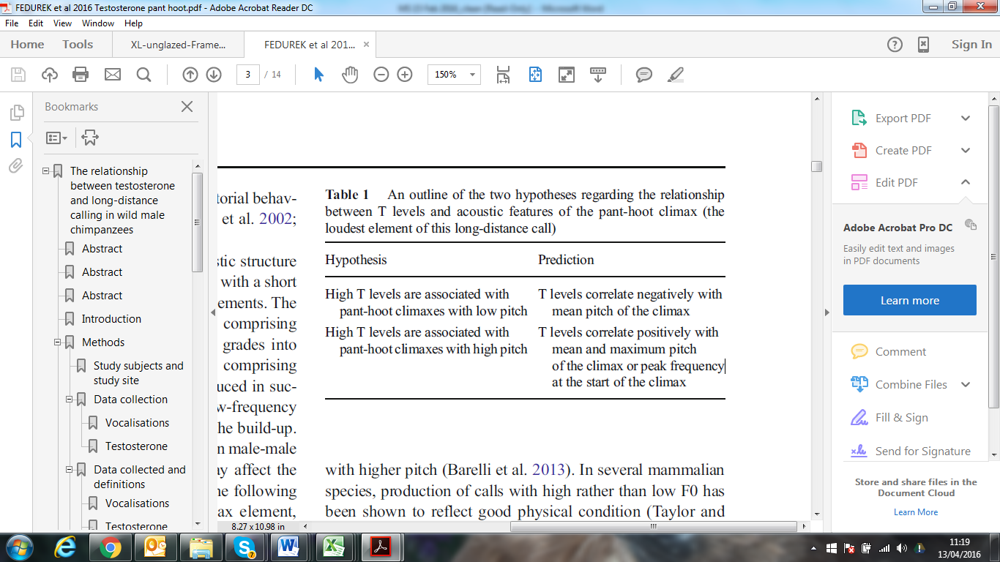 FEDUREK et al 2016 Testosterone pant hoot.pdf - Adobe Acrobat Reader DC
File Edit View Window Help
Home Tools XL-unglazed-Frame... FEDUREK et al 201... ×
Sign In
3 / 14
150%
Bookmarks
The relationship
between testosterone
and long-distance
calling in wild male
chimpanzees
Abstract
Abstract
Abstract
Introduction
Methods
Study subjects and
study site
Data collection
Vocalisations
Testosterone
Data collected and
definitions
Vocalisations
Testosterone
torial behav-
et al. 2002;
stic structure
with a short
ements. The
comprising
grades into
comprising
uced in suc-
w-frequency
he build-up.
n male-male
ay affect the
ne following
ax element,
Table 1 An outline of the two hypotheses regarding the relationship
between T levels and acoustic features of the pant-hoot climax (the
loudest element of this long-distance call)
Hypothesis Prediction
High T levels are associated with T levels correlate negatively with
pant-hoot climaxes with low pitch mean pitch of the climax
High T levels are associated with T levels correlate positively with
pant-hoot climaxes with high pitch mean and maximum pitch
of the climax or peak frequency
at the start of the climax
with higher pitch (Barelli et al. 2013). In several mammalian
species, production of calls with high rather than low F0 has
been shown to reflect good physical condition (Taylor and
8.27 x 10.98 in
Export PDF
Create PDF
Edit PDF
Adobe Acrobat Pro DC
Easily edit text and images
in PDF documents
Learn more
Comment
Combine Files
Fill & Sign
Send for Signature
Store and share files in the
Document Cloud
Learn More
7
11:19
13/04/2016